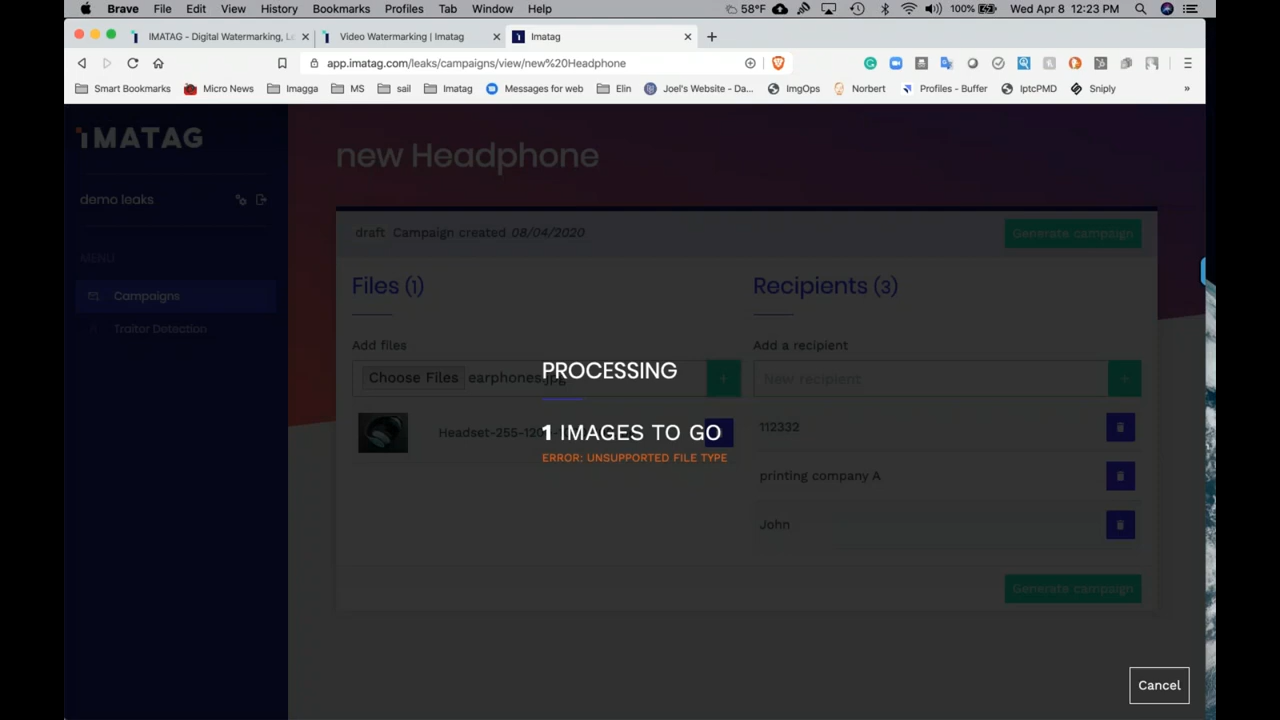 Brave File Edit View History Bookmarks Profiles Tab Window Help 58°F 100% Wed Apr 8 12:23 PM
IMATAG - Digital Watermarking, L
Video Watermarking | Imatag
Imatag
app.imatag.com/leaks/campaigns/view/new%20Headphone
Smart Bookmarks Micro News Imagga MS sail Imatag Messages for web Elin Joel's Website - Da... ImgOps Norbert Profiles - Buffer IptcPMD Sniply »
IMATAG
new Headphone
demo leaks
draft Campaign created 08/04/2020 Generate campaign
MENU
Campaigns
Traitor Detection
Files (1)
Recipients (3)
Add files
Add a recipient
Choose Files earphones.jpg +
New recipient +
PROCESSING
Headset-255-120
1 IMAGES TO GO
ERROR: UNSUPPORTED FILE TYPE
112332
printing company A
John
Generate campaign
Cancel